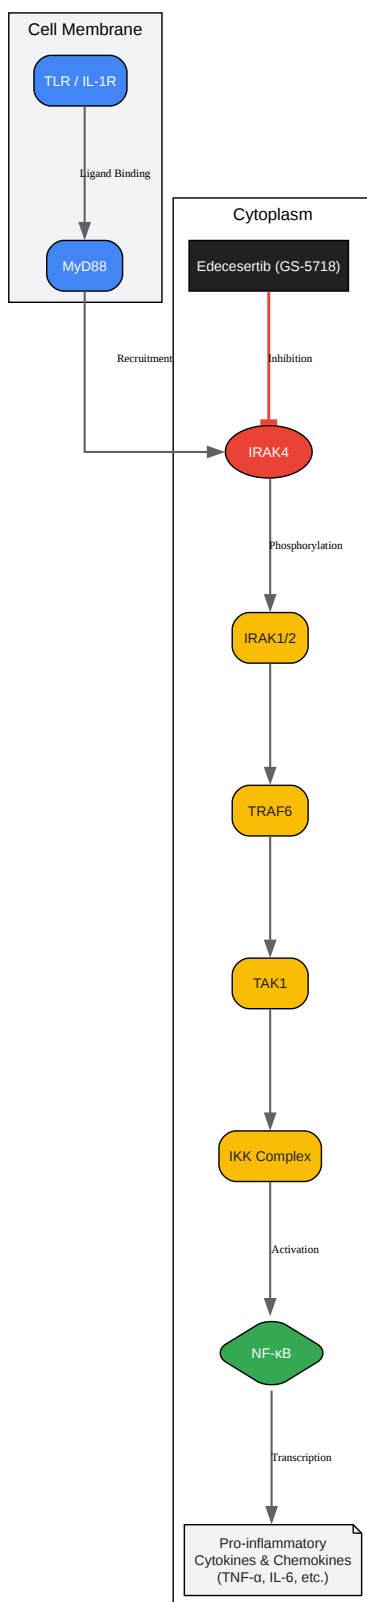 Cell Membrane
TLR / IL-1R
Ligand Binding
MyD88
Recruitment
Cytoplasm
Edecesertib (GS-5718)
Inhibition
IRAK4
Phosphorylation
IRAK1/2
TRAF6
TAK1
IKK Complex
Activation
NF-κB
Transcription
Pro-inflammatory
Cytokines & Chemokines
(TNF-α, IL-6, etc.)